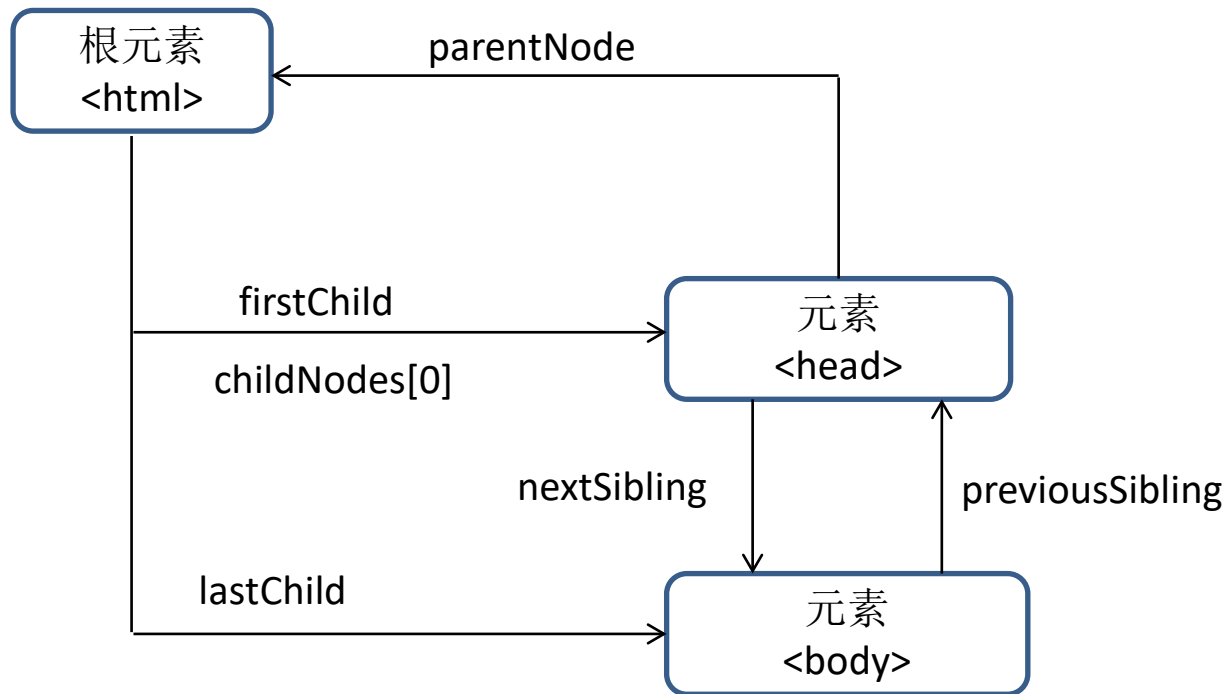 根元素
<html>
parentNode
firstChild
childNodes[0]
元素
<head>
nextSibling
previousSibling
lastChild
元素
<body>